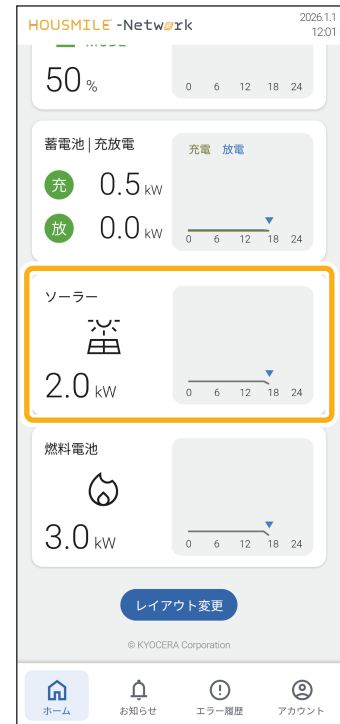 HOUSMILE-Netw@rk
2026.1.1
12:01
50 %
0 6 12 18 24
蓄電池 | 充放電
充電 放電
充 0.5 kW
放 0.0 kW
0 6 12 18 24
ソーラー
2.0 kW
0 6 12 18 24
燃料電池
3.0 kW
0 6 12 18 24
レイアウト変更
© KYOCERA Corporation
ホーム お知らせ エラー履歴 アカウント